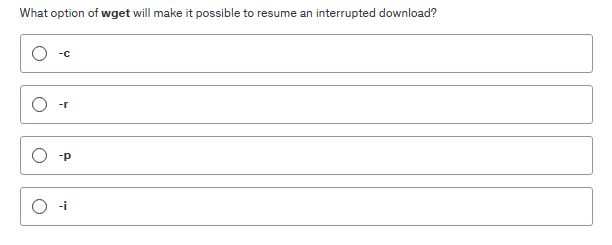 What option of wget will make it possible to resume an interrupted download?
-c
-r
-p
-i